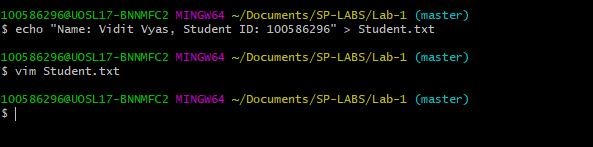 100586296@UOSL17-BNNMFC2 MINGW64 ~/Documents/SP-LABS/Lab-1 (master)
$ echo "Name: Vidit Vyas, Student ID: 100586296" > Student.txt
100586296@UOSL17-BNNMFC2 MINGW64 ~/Documents/SP-LABS/Lab-1 (master)
$ vim Student.txt
100586296@UOSL17-BNNMFC2 MINGW64 ~/Documents/SP-LABS/Lab-1 (master)
$